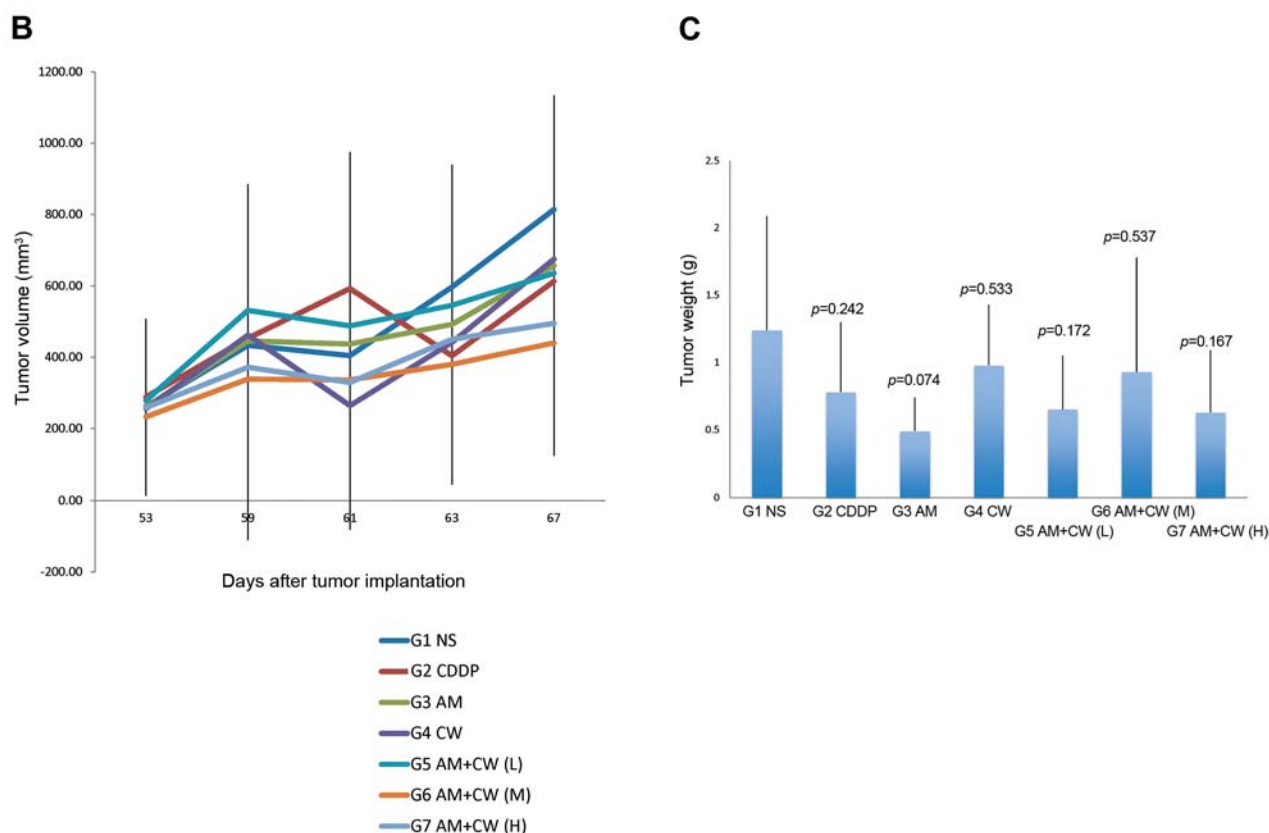 B
1200.00
1000.00
800.00
600.00
400.00
200.00
0.00
-200.00
Tumor volume (mm³)
53 59 61 63 67
Days after tumor implantation
G1 NS
G2 CDDP
G3 AM
G4 CW
G5 AM+CW (L)
G6 AM+CW (M)
G7 AM+CW (H)
C
2.5
2
1.5
1
0.5
0
Tumor weight (g)
p=0.242
p=0.074
p=0.533
p=0.172
p=0.537
p=0.167
G1 NS G2 CDDP G3 AM G4 CW G6 AM+CW (M)
G5 AM+CW (L) G7 AM+CW (H)